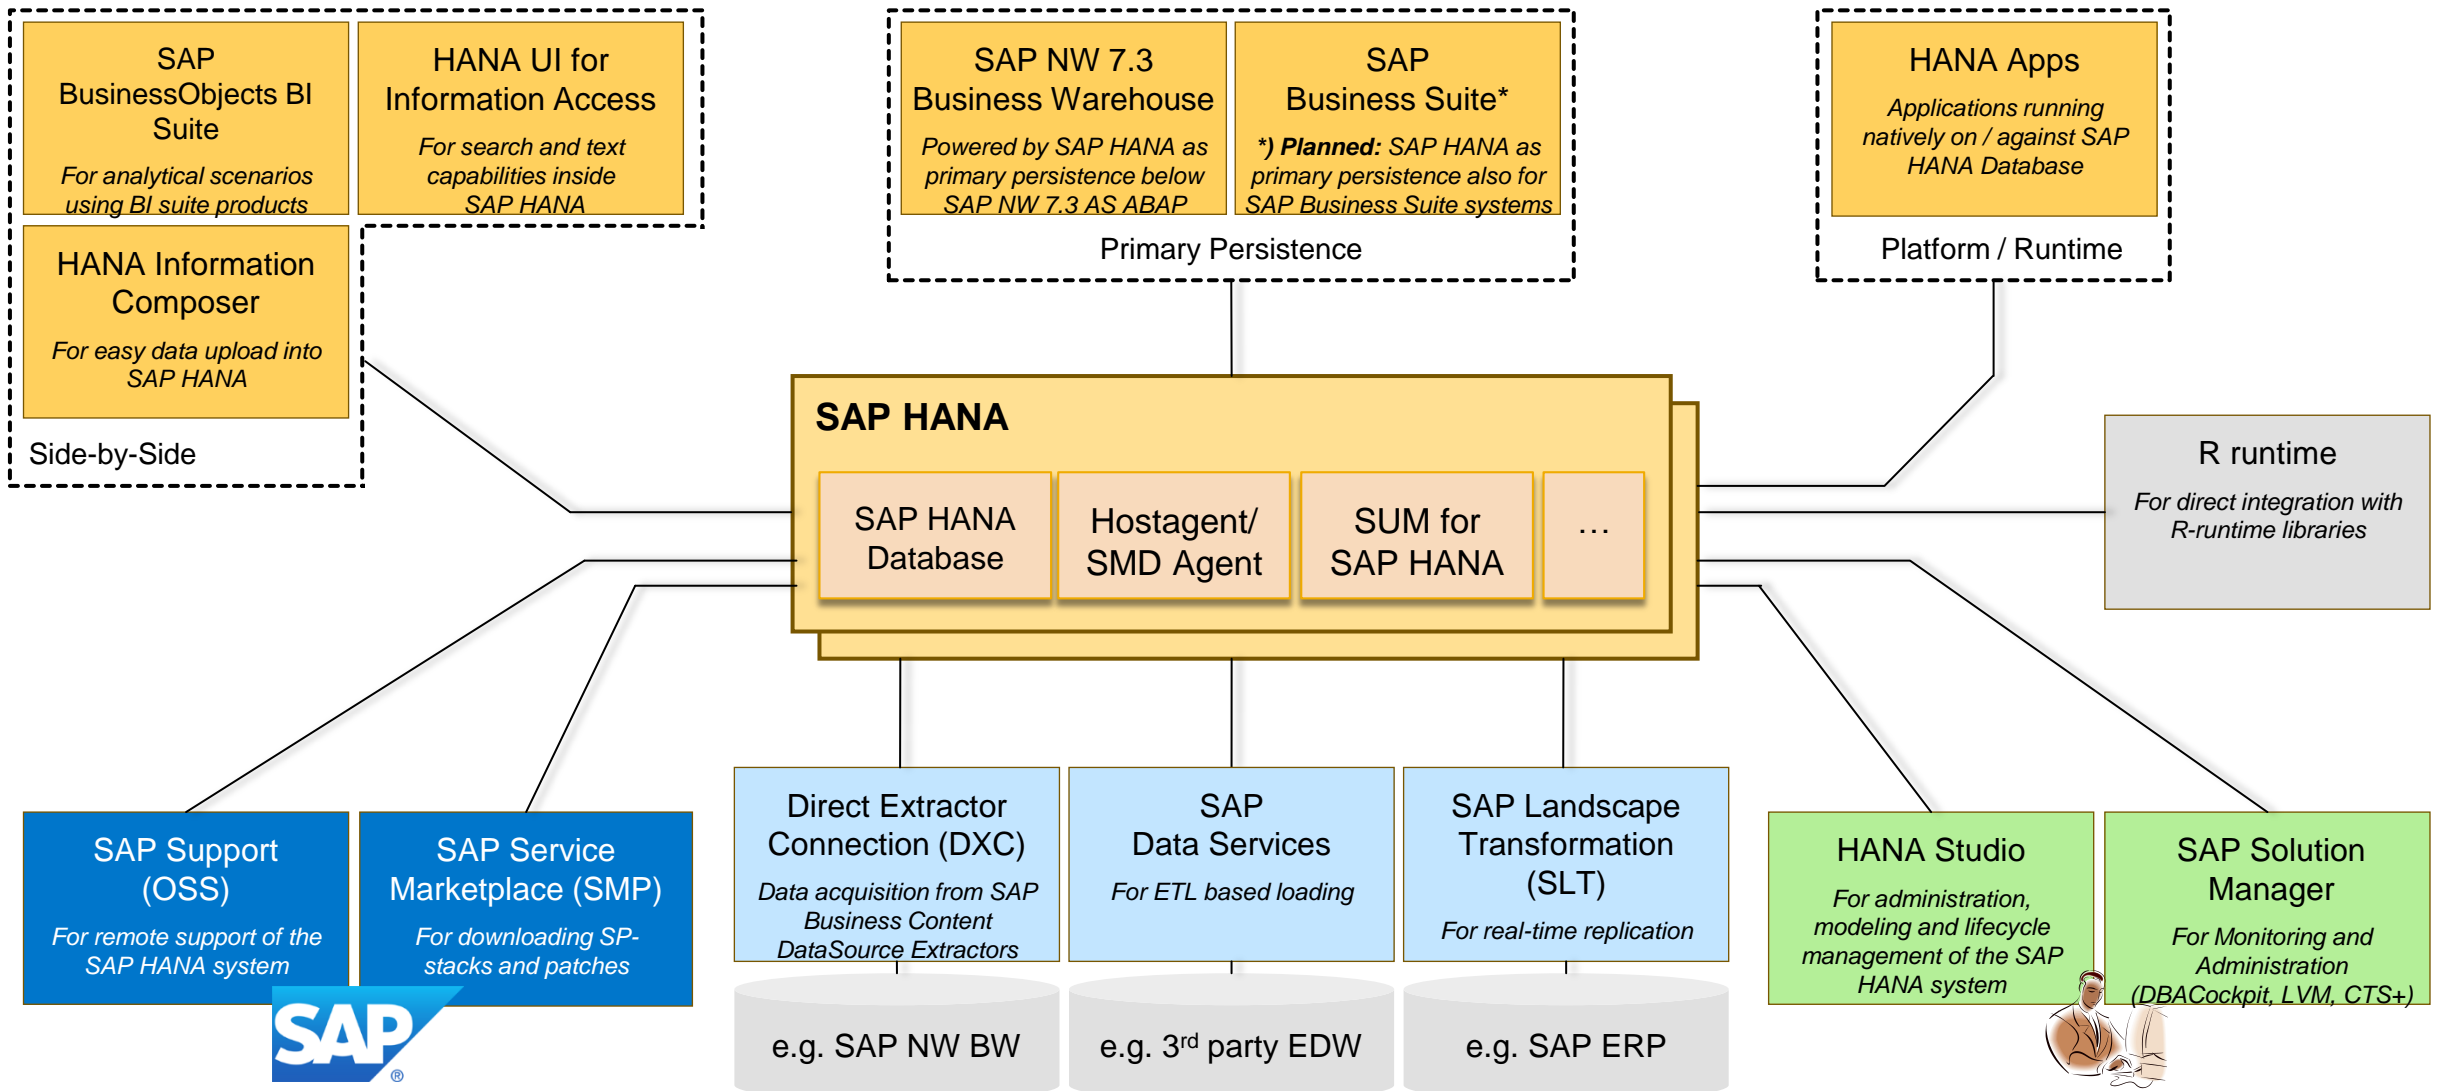 SAP
BusinessObjects BI
Suite
For analytical scenarios
using BI suite products
HANA UI for
Information Access
For search and text
capabilities inside
SAP HANA
HANA Information
Composer
For easy data upload into
SAP HANA
Side-by-Side
SAP NW 7.3
Business Warehouse
Powered by SAP HANA as
primary persistence below
SAP NW 7.3 AS ABAP
SAP
Business Suite*
*) Planned: SAP HANA as
primary persistence also for
SAP Business Suite systems
Primary Persistence
HANA Apps
Applications running
natively on / against SAP
HANA Database
Platform / Runtime
SAP HANA
SAP HANA
Database
Hostagent/
SMD Agent
SUM for
SAP HANA
...
R runtime
For direct integration with
R-runtime libraries
SAP Support
(OSS)
For remote support of the
SAP HANA system
SAP Service
Marketplace (SMP)
For downloading SP-
stacks and patches
Direct Extractor
Connection (DXC)
Data acquisition from SAP
Business Content
DataSource Extractors
SAP
Data Services
For ETL based loading
SAP Landscape
Transformation
(SLT)
For real-time replication
HANA Studio
For administration,
modeling and lifecycle
management of the SAP
HANA system
SAP Solution
Manager
For Monitoring and
Administration
(DBACockpit, LVM, CTS+)
SAP ®
e.g. SAP NW BW
e.g. 3rd party EDW
e.g. SAP ERP